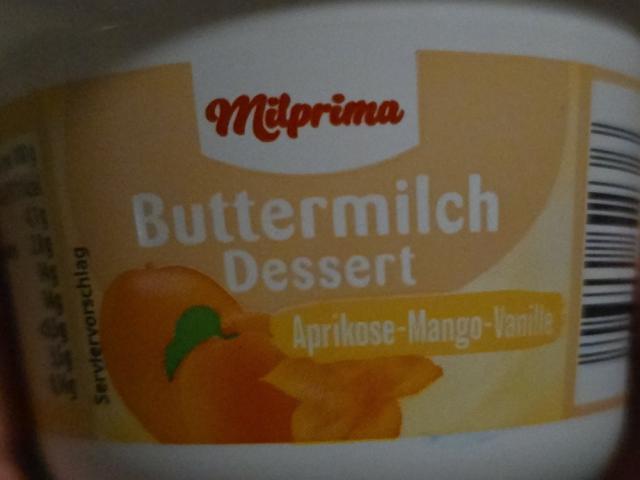 Milprima
Buttermilch
Dessert
Aprikose-Mango-Vanille
Serviervorschlag